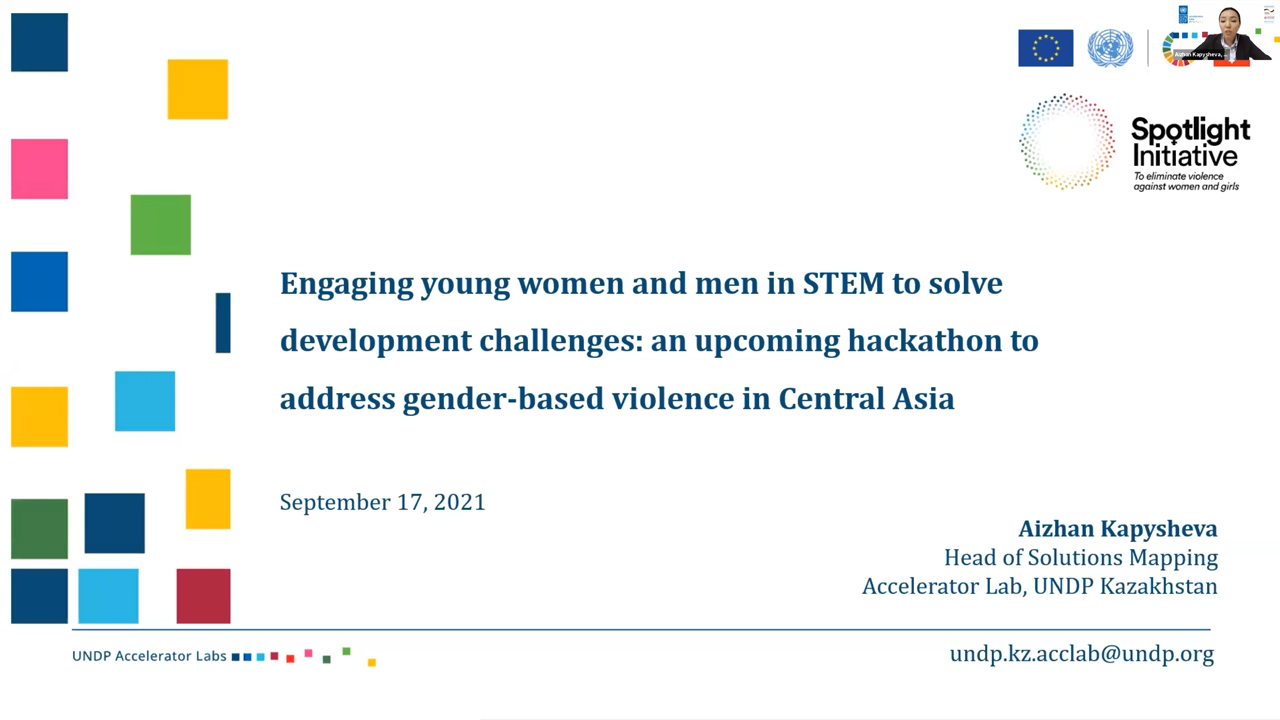 Aizhan Kapysheva, ...
Spotlight
Initiative
To eliminate violence
against women and girls
Engaging young women and men in STEM to solve
development challenges: an upcoming hackathon to
address gender-based violence in Central Asia
September 17, 2021
Aizhan Kapysheva
Head of Solutions Mapping
Accelerator Lab, UNDP Kazakhstan
UNDP Accelerator Labs
undp.kz.acclab@undp.org